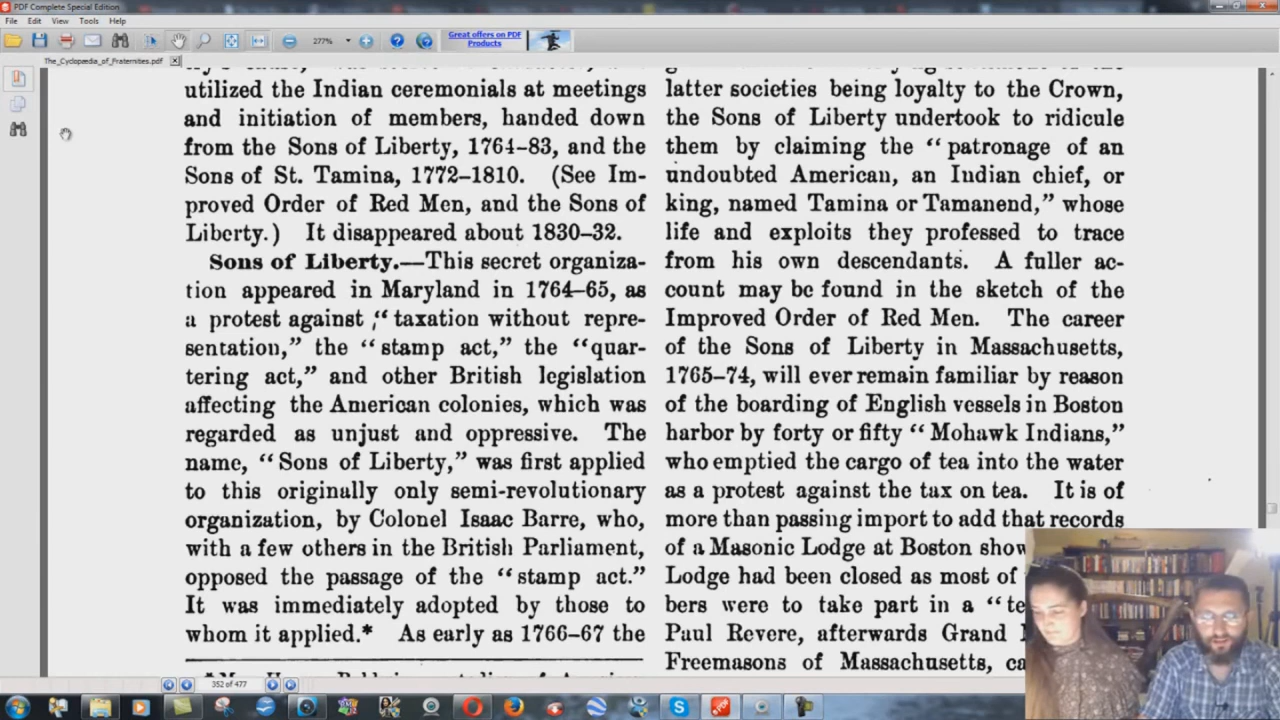 PDF Complete Special Edition
File Edit View Tools Help
277%
Great offers on PDF
Products
The_Cyclopædia_of_Fraternites.pdf
utilized the Indian ceremonials at meetings
and initiation of members, handed down
from the Sons of Liberty, 1764–83, and the
Sons of St. Tamina, 1772–1810. (See Im-
proved Order of Red Men, and the Sons of
Liberty.) It disappeared about 1830–32.
Sons of Liberty.—This secret organiza-
tion appeared in Maryland in 1764–65, as
a protest against “ taxation without repre-
sentation,” the “stamp act,” the “quar-
tering act,” and other British legislation
affecting the American colonies, which was
regarded as unjust and oppressive. The
name, “Sons of Liberty,” was first applied
to this originally only semi-revolutionary
organization, by Colonel Isaac Barre, who,
with a few others in the British Parliament,
opposed the passage of the “stamp act.”
It was immediately adopted by those to
whom it applied.* As early as 1766–67 the
latter societies being loyalty to the Crown,
the Sons of Liberty undertook to ridicule
them by claiming the “ patronage of an
undoubted American, an Indian chief, or
king, named Tamina or Tamanend,” whose
life and exploits they professed to trace
from his own descendants. A fuller ac-
count may be found in the sketch of the
Improved Order of Red Men. The career
of the Sons of Liberty in Massachusetts,
1765–74, will ever remain familiar by reason
of the boarding of English vessels in Boston
harbor by forty or fifty “Mohawk Indians,”
who emptied the cargo of tea into the water
as a protest against the tax on tea. It is of
more than passing import to add that records
of a Masonic Lodge at Boston show
Lodge had been closed as most of
bers were to take part in a “te
Paul Revere, afterwards Grand
Freemasons of Massachusetts, ca
352 of 477